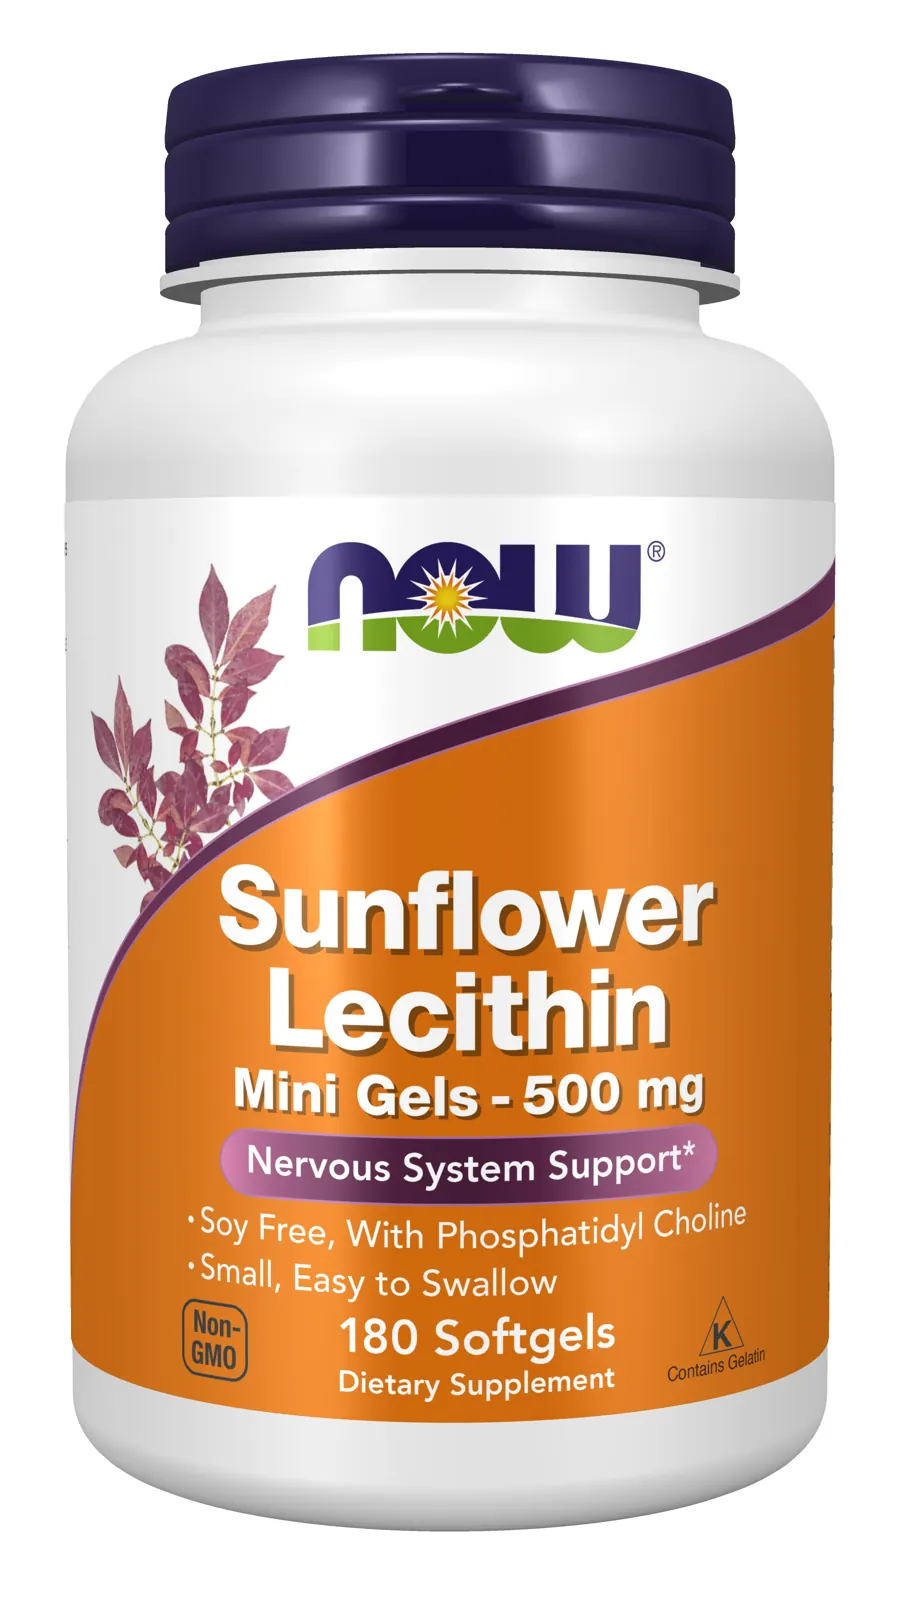 now®
Sunflower
Lecithin
Mini Gels - 500 mg
Nervous System Support*
• Soy Free, With Phosphatidyl Choline
• Small, Easy to Swallow
Non-
GMO
180 Softgels
Dietary Supplement
K
Contains Gelatin